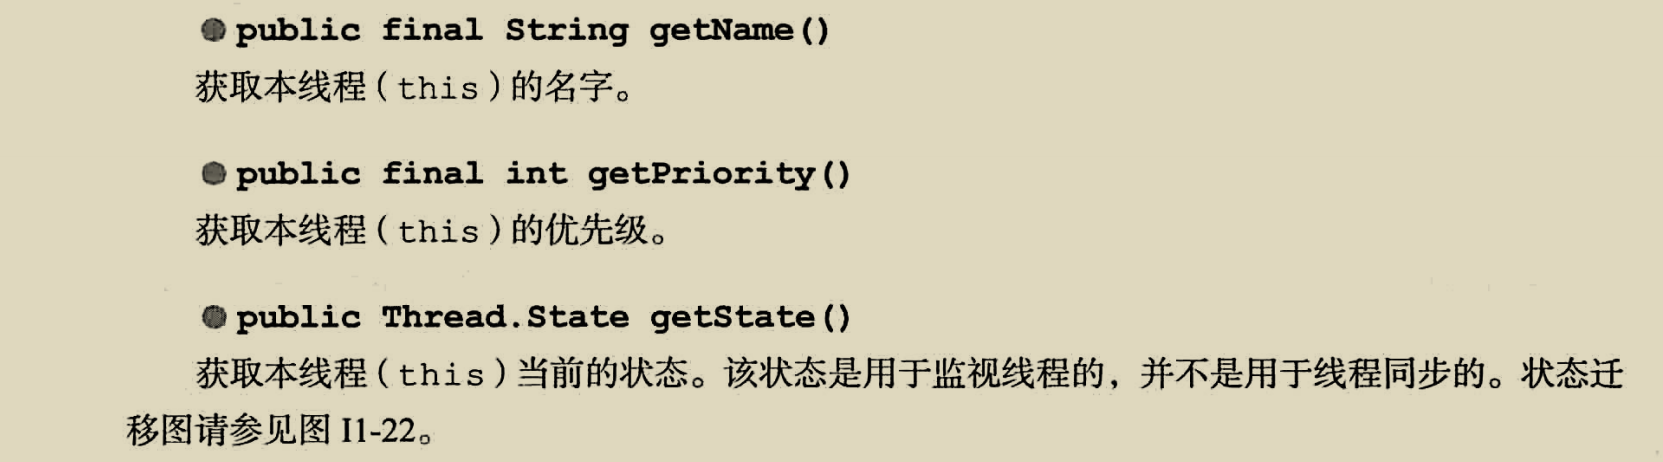 ● public final String getName()
获取本线程(this)的名字。
● public final int getPriority()
获取本线程(this)的优先级。
● public Thread.State getState()
获取本线程(this)当前的状态。该状态是用于监视线程的，并不是用于线程同步的。状态迁
移图请参见图 I1-22。